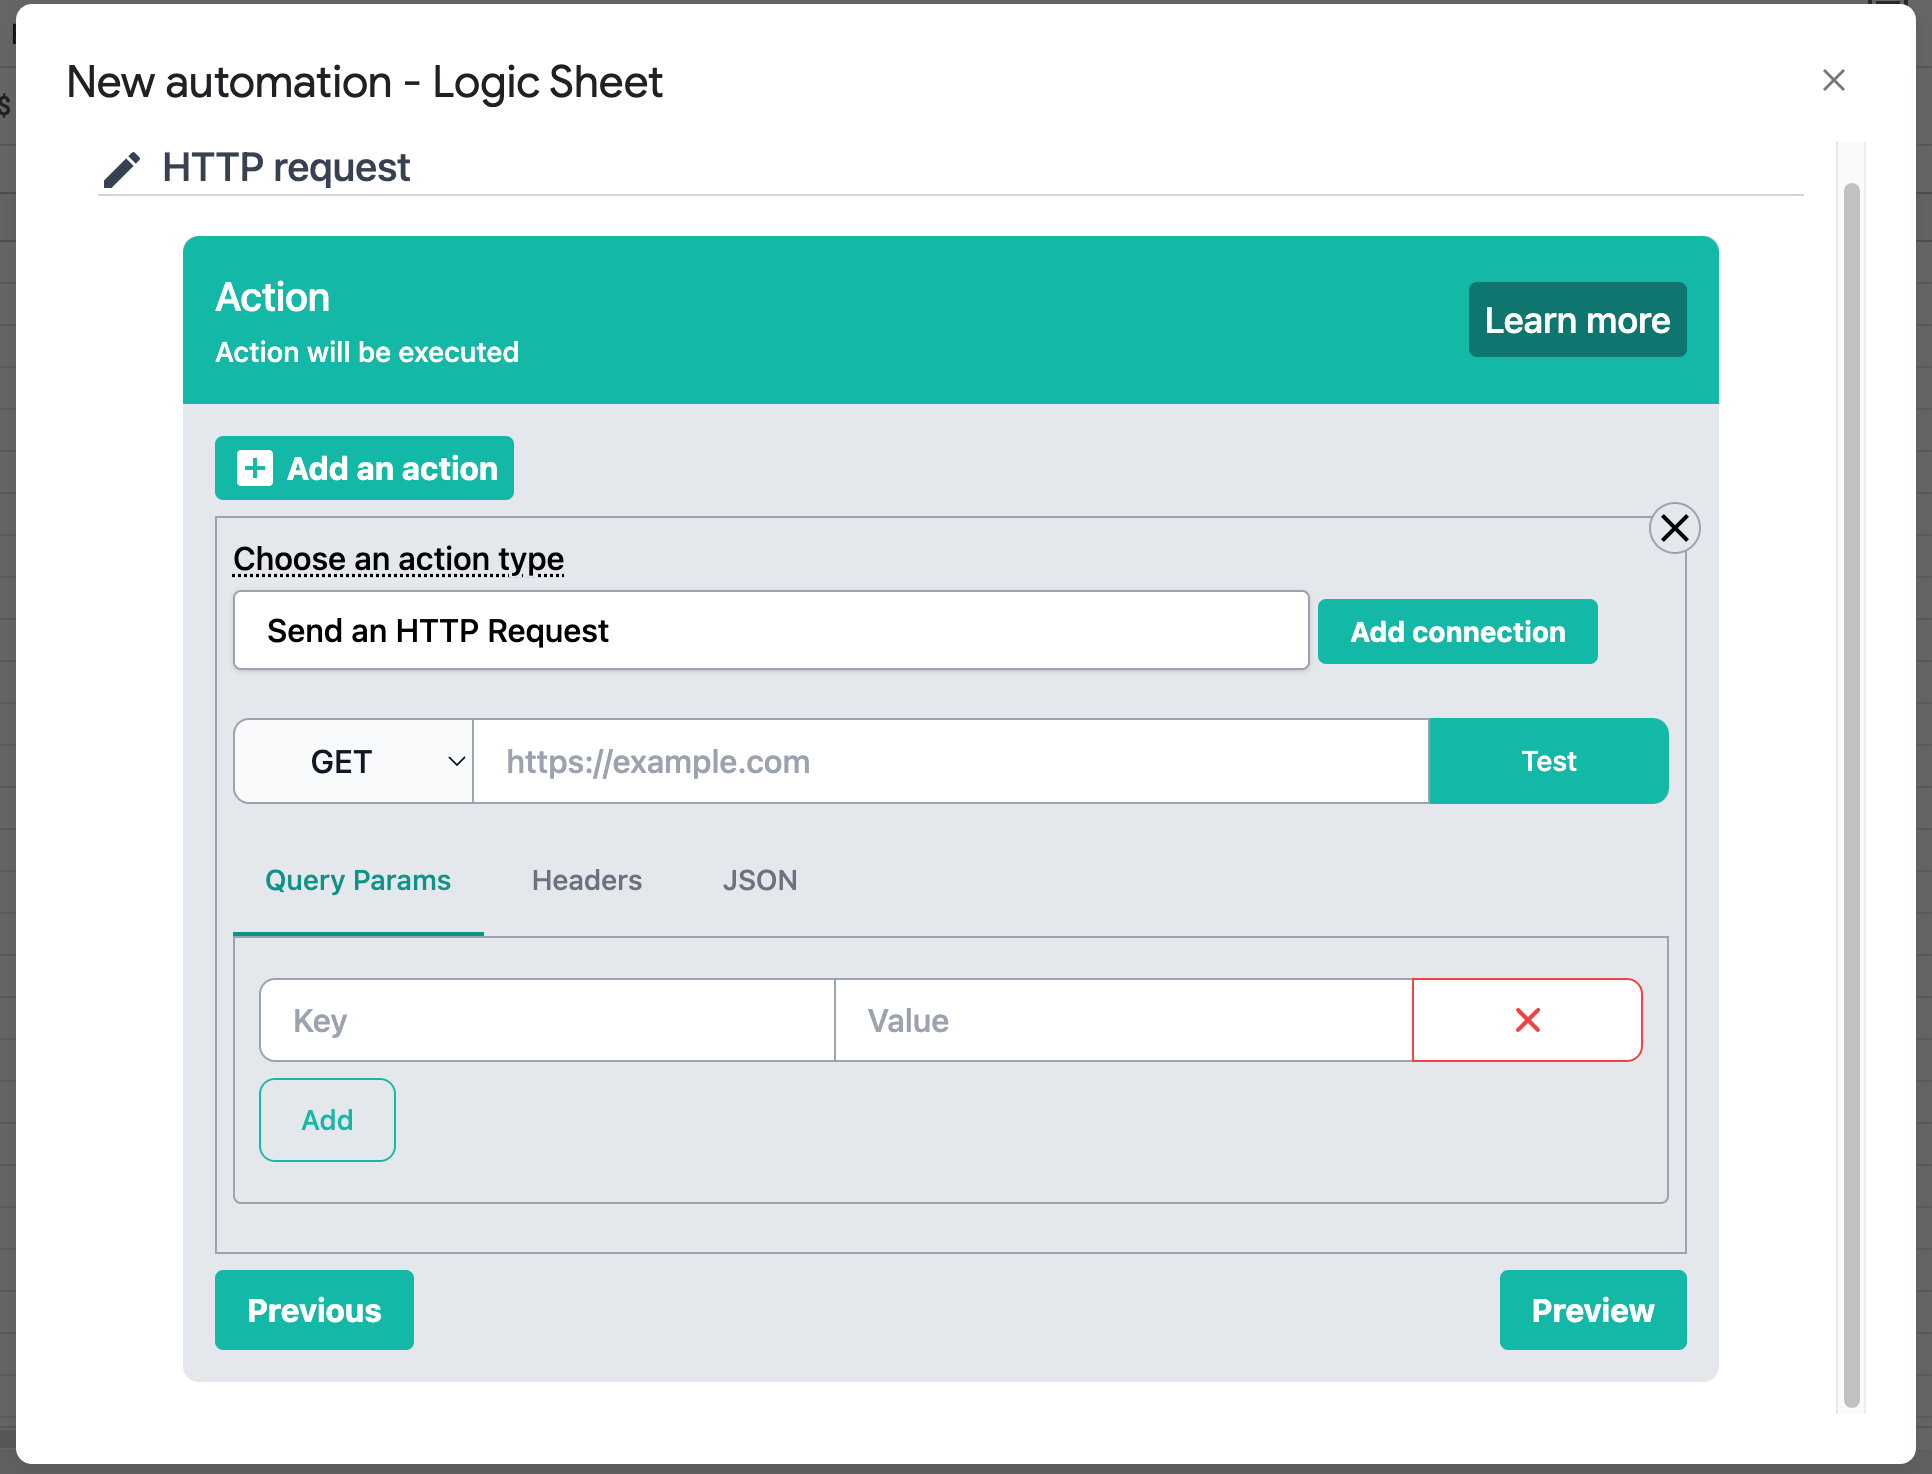 New automation - Logic Sheet
$
HTTP request
Action
Action will be executed
Learn more
Add an action
Choose an action type
Send an HTTP Request
Add connection
GET
https://example.com
Test
Query Params
Headers
JSON
Key
Value
Add
Previous
Preview